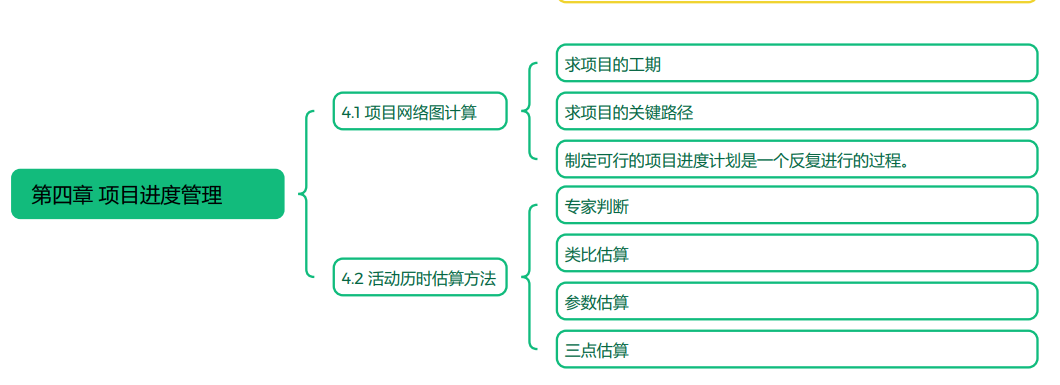 第四章 项目进度管理
4.1 项目网络图计算
求项目的工期
求项目的关键路径
制定可行的项目进度计划是一个反复进行的过程。
4.2 活动历时估算方法
专家判断
类比估算
参数估算
三点估算